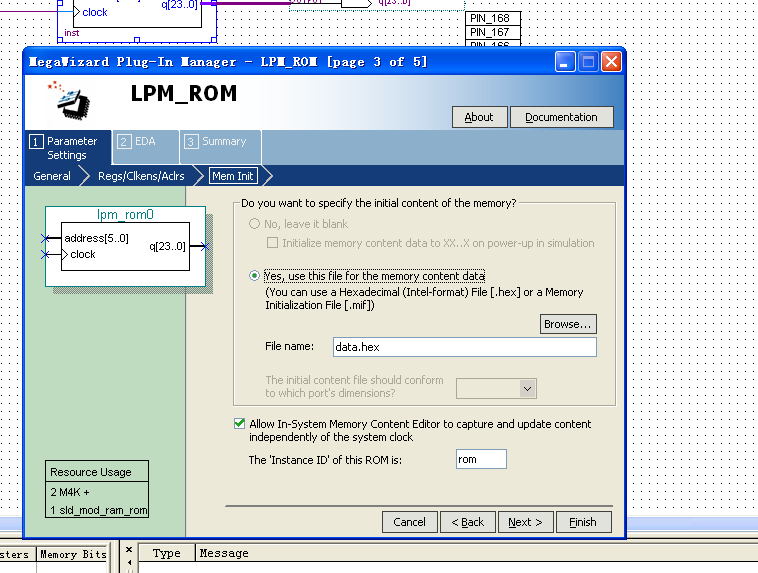 clock
q[23..0]
inst
q[23..0]
PIN_168
PIN_167
MegaWizard Plug-In Manager - LPM_ROM [page 3 of 5]
LPM_ROM
About
Documentation
1 Parameter Settings
2 EDA
3 Summary
General
Regs/Clkens/Aclrs
Mem Init
lpm_rom0
address[5..0]
q[23..0]
clock
Do you want to specify the initial content of the memory?
No, leave it blank
Initialize memory content data to XX..X on power-up in simulation
Yes, use this file for the memory content data
(You can use a Hexadecimal (Intel-format) File [.hex] or a Memory
Initialization File [.mif])
Browse...
File name:
data.hex
The initial content file should conform
to which port's dimensions?
Allow In-System Memory Content Editor to capture and update content
independently of the system clock
The 'Instance ID' of this ROM is:
rom
Resource Usage
2 M4K +
1 sld_mod_ram_rom
Cancel
< Back
Next >
Finish
sters
Memory Bits
Type
Message